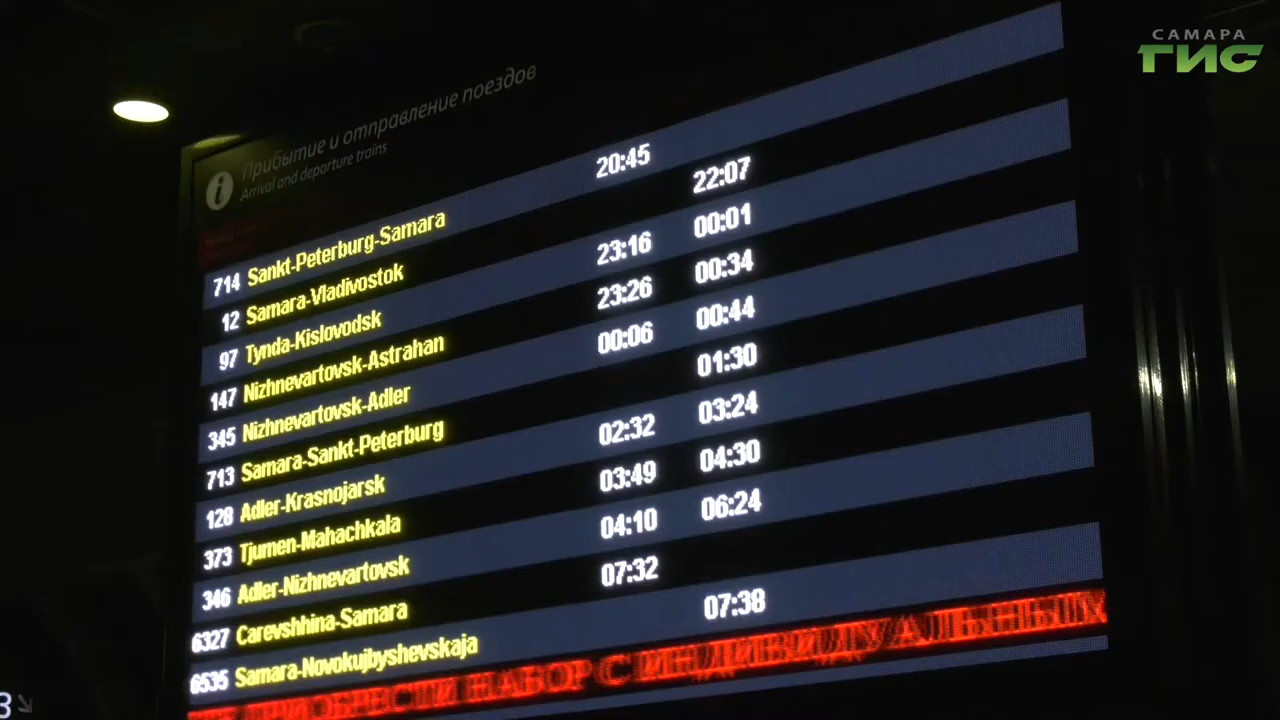 САМАРА
ГИС
Прибытие и отправление поездов
Arrival and departure trains
714 Sankt-Peterburg-Samara 20:45
12 Samara-Vladivostok 22:07
97 Tynda-Kislovodsk 23:16 00:01
147 Nizhnevartovsk-Astrahan 23:26 00:34
345 Nizhnevartovsk-Adler 00:06 00:44
713 Samara-Sankt-Peterburg 01:30
128 Adler-Krasnojarsk 02:32 03:24
373 Tjumen-Mahachkala 03:49 04:30
346 Adler-Nizhnevartovsk 04:10 06:24
6327 Carevshhina-Samara 07:32
6535 Samara-Novokujbyshevskaja 07:38
ПРИОБРЕСТИ НАБОР С ИНДИВИДУАЛЬНЫМ
3